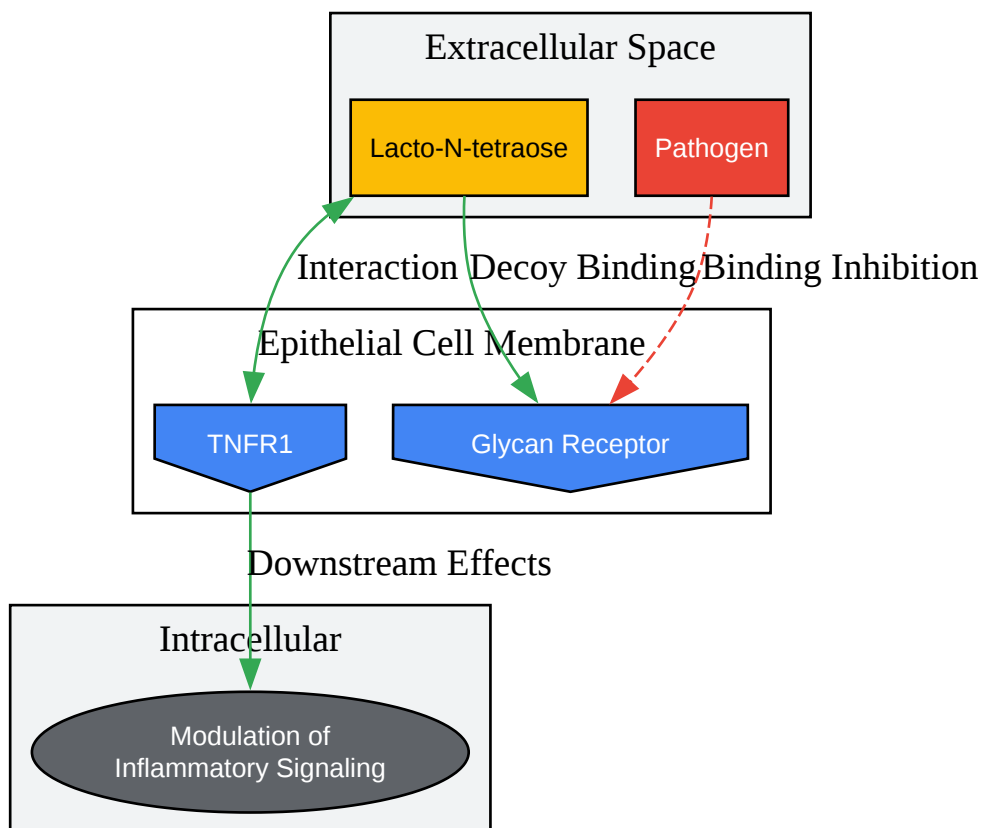 Extracellular Space
Lacto-N-tetraose
Pathogen
Interaction
Decoy Binding
Binding Inhibition
Epithelial Cell Membrane
TNFR1
Glycan Receptor
Downstream Effects
Intracellular
Modulation of
Inflammatory Signaling